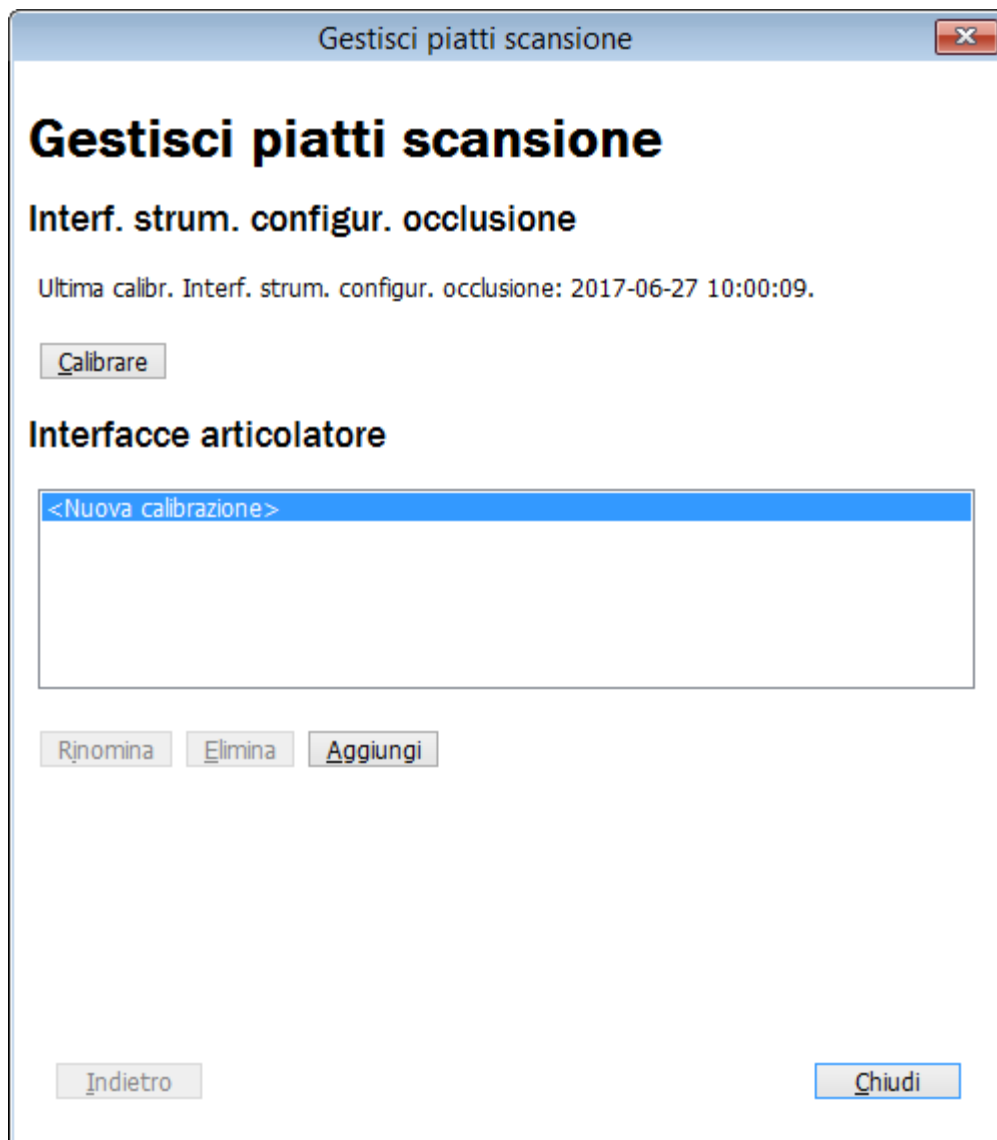 Gestisci piatti scansione
Gestisci piatti scansione
Interf. strum. configur. occlusione
Ultima calibr. Interf. strum. configur. occlusione: 2017-06-27 10:00:09.
Calibrare
Interfacce articolatore
<Nuova calibrazione>
Rinomina Elimina Aggiungi
Indietro Chiudi